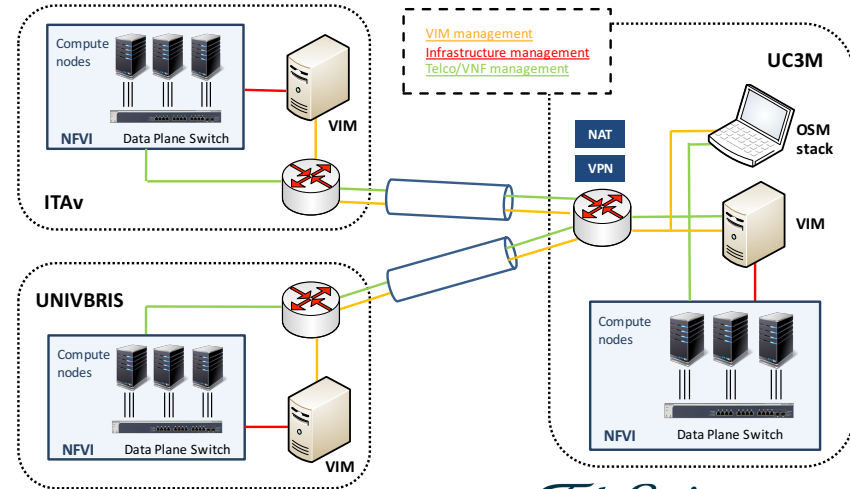 Compute
nodes
NFVI
Data Plane Switch
VIM
ITAv
VIM management
Infrastructure management
Telco/VNF management
UC3M
NAT
VPN
OSM
stack
VIM
Compute
nodes
NFVI
Data Plane Switch
UNIVBRIS
Compute
nodes
NFVI
Data Plane Switch
VIM